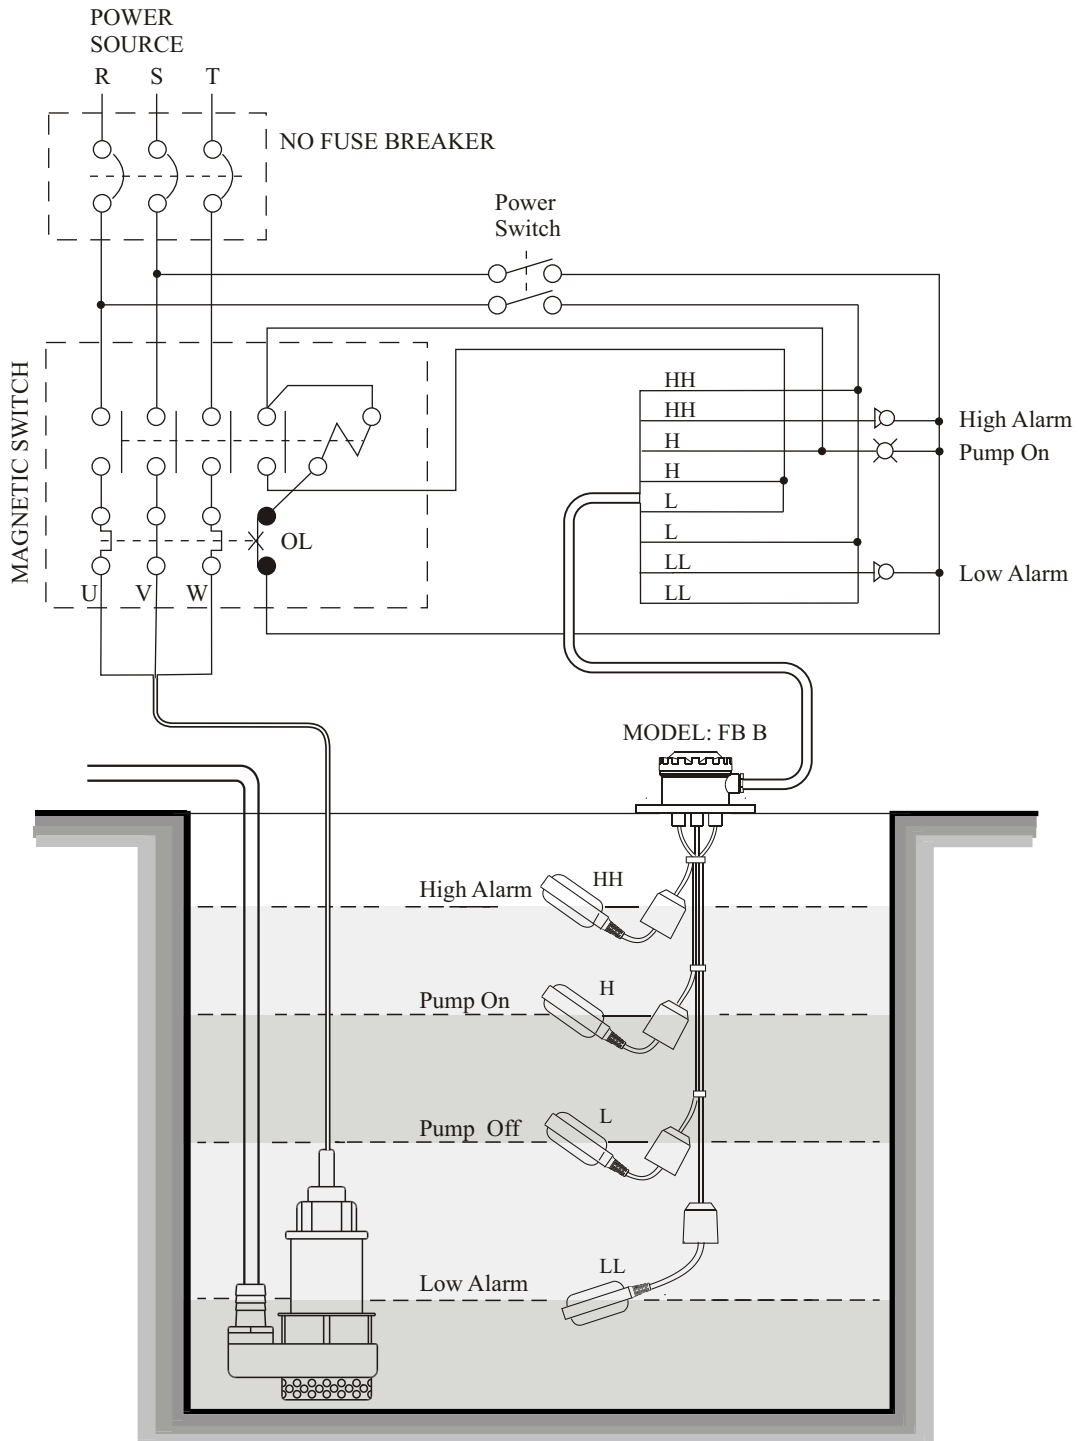 POWER
SOURCE
R S T
NO FUSE BREAKER
Power
Switch
MAGNETIC SWITCH
HH
HH
High Alarm
H
Pump On
H
L
L
LL
Low Alarm
LL
OL
U V W
MODEL: FB B
High Alarm
HH
Pump On
H
Pump Off
L
Low Alarm
LL